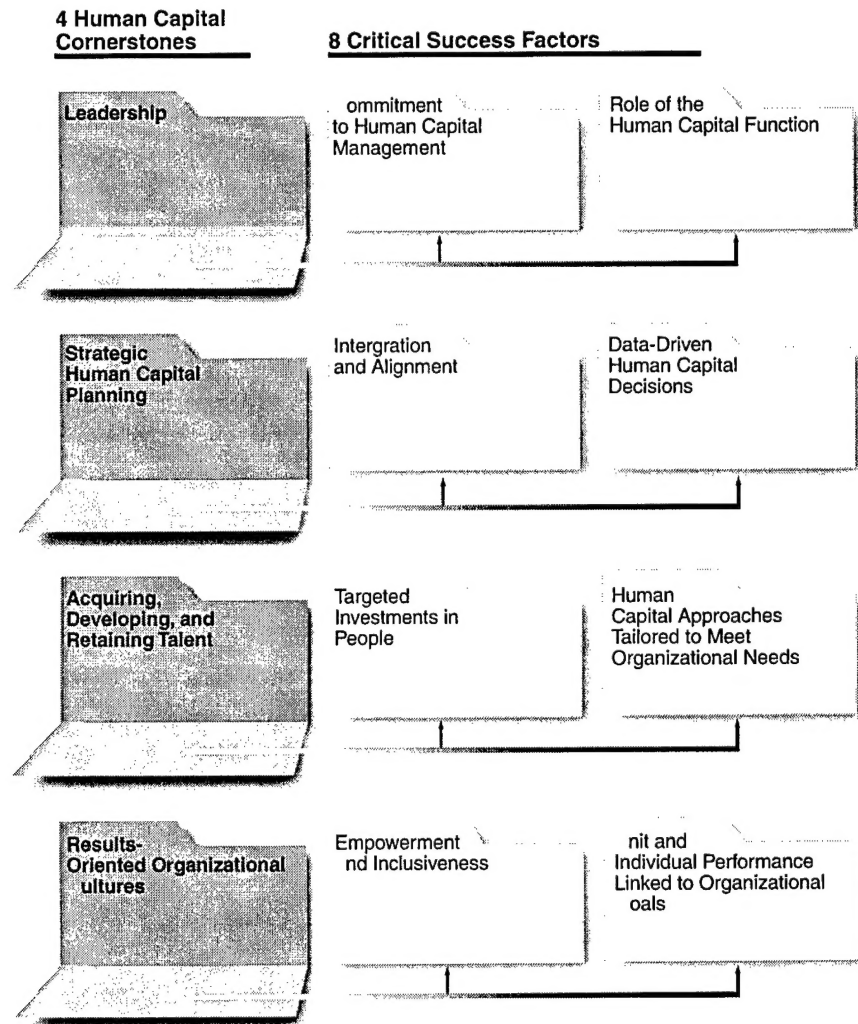 4 Human Capital
Cornerstones
8 Critical Success Factors
Leadership
ommitment
to Human Capital
Management
Role of the
Human Capital Function
Strategic
Human Capital
Planning
Intergration
and Alignment
Data-Driven
Human Capital
Decisions
Acquiring,
Developing, and
Retaining Talent
Targeted
Investments in
People
Human
Capital Approaches
Tailored to Meet
Organizational Needs
Results-
Oriented Organizational
ultures
Empowerment
nd Inclusiveness
nit and
Individual Performance
Linked to Organizational
oals